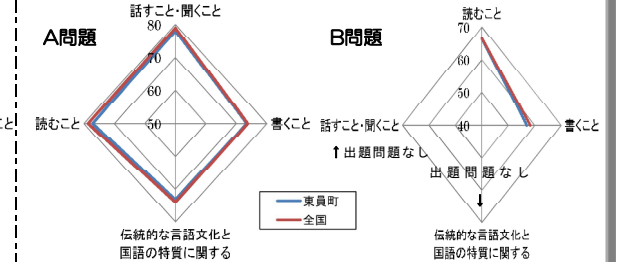 A問題
話すこと・聞くこと
80
70
60
50
読むこと
書くこと
伝統的な言語文化と
国語の特質に関する
B問題
読むこと
70
60
50
40
話すこと・聞くこと
書くこと
↑出題問題なし
出題問題なし
↓
伝統的な言語文化と
国語の特質に関する
東員町
全国
こと